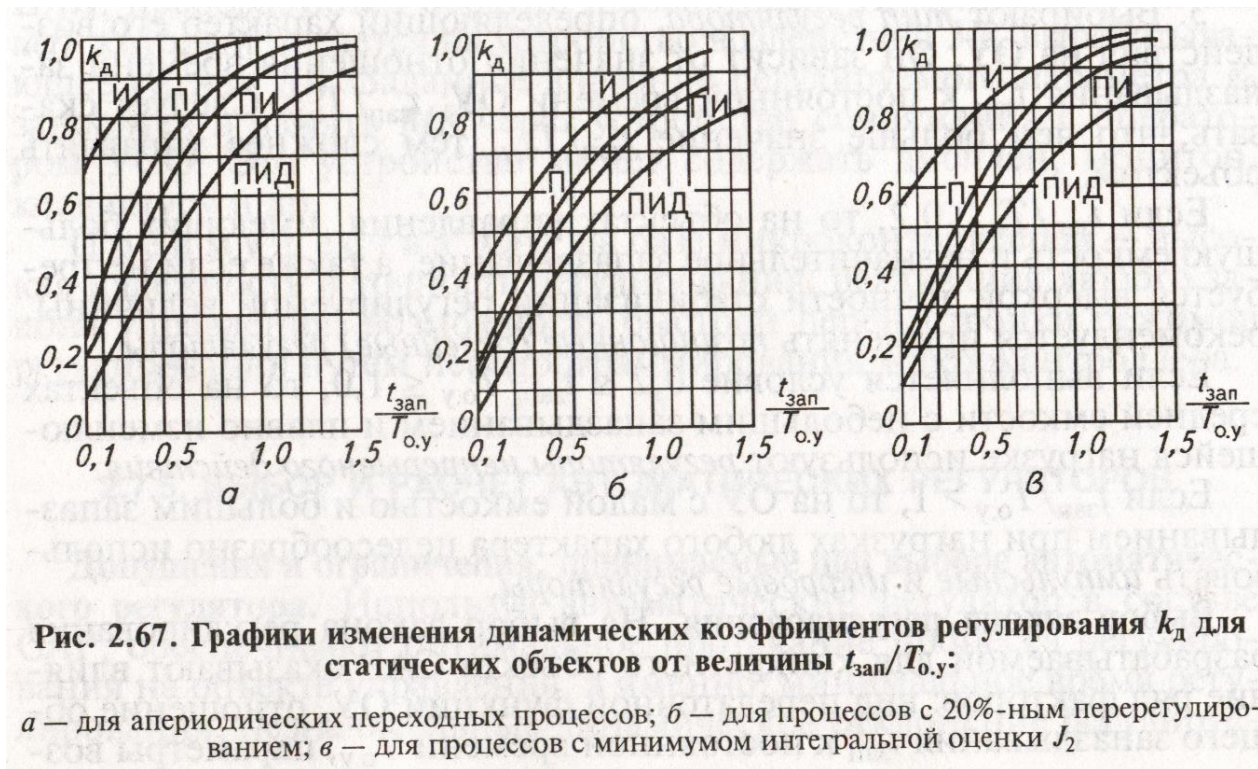 1,0 kд
И П ПИ
0,8
ПИД
0,6
0,4
0,2
0
0,1 0,5 1,0 1,5
tзап
Tо.у
а
1,0 kд
И ПИ
0,8
П
0,6 ПИД
0,4
0,2
0
0,1 0,5 1,0 1,5
tзап
Tо.у
б
1,0 kд
И ПИ
0,8
0,6 П ПИД
0,4
0,2
0
0,1 0,5 1,0 1,5
tзап
Tо.у
в
Рис. 2.67. Графики изменения динамических коэффициентов регулирования kд для
статических объектов от величины tзап/Tо.у:
а — для апериодических переходных процессов; б — для процессов с 20%-ным перерегулиро-
ванием; в — для процессов с минимумом интегральной оценки J2